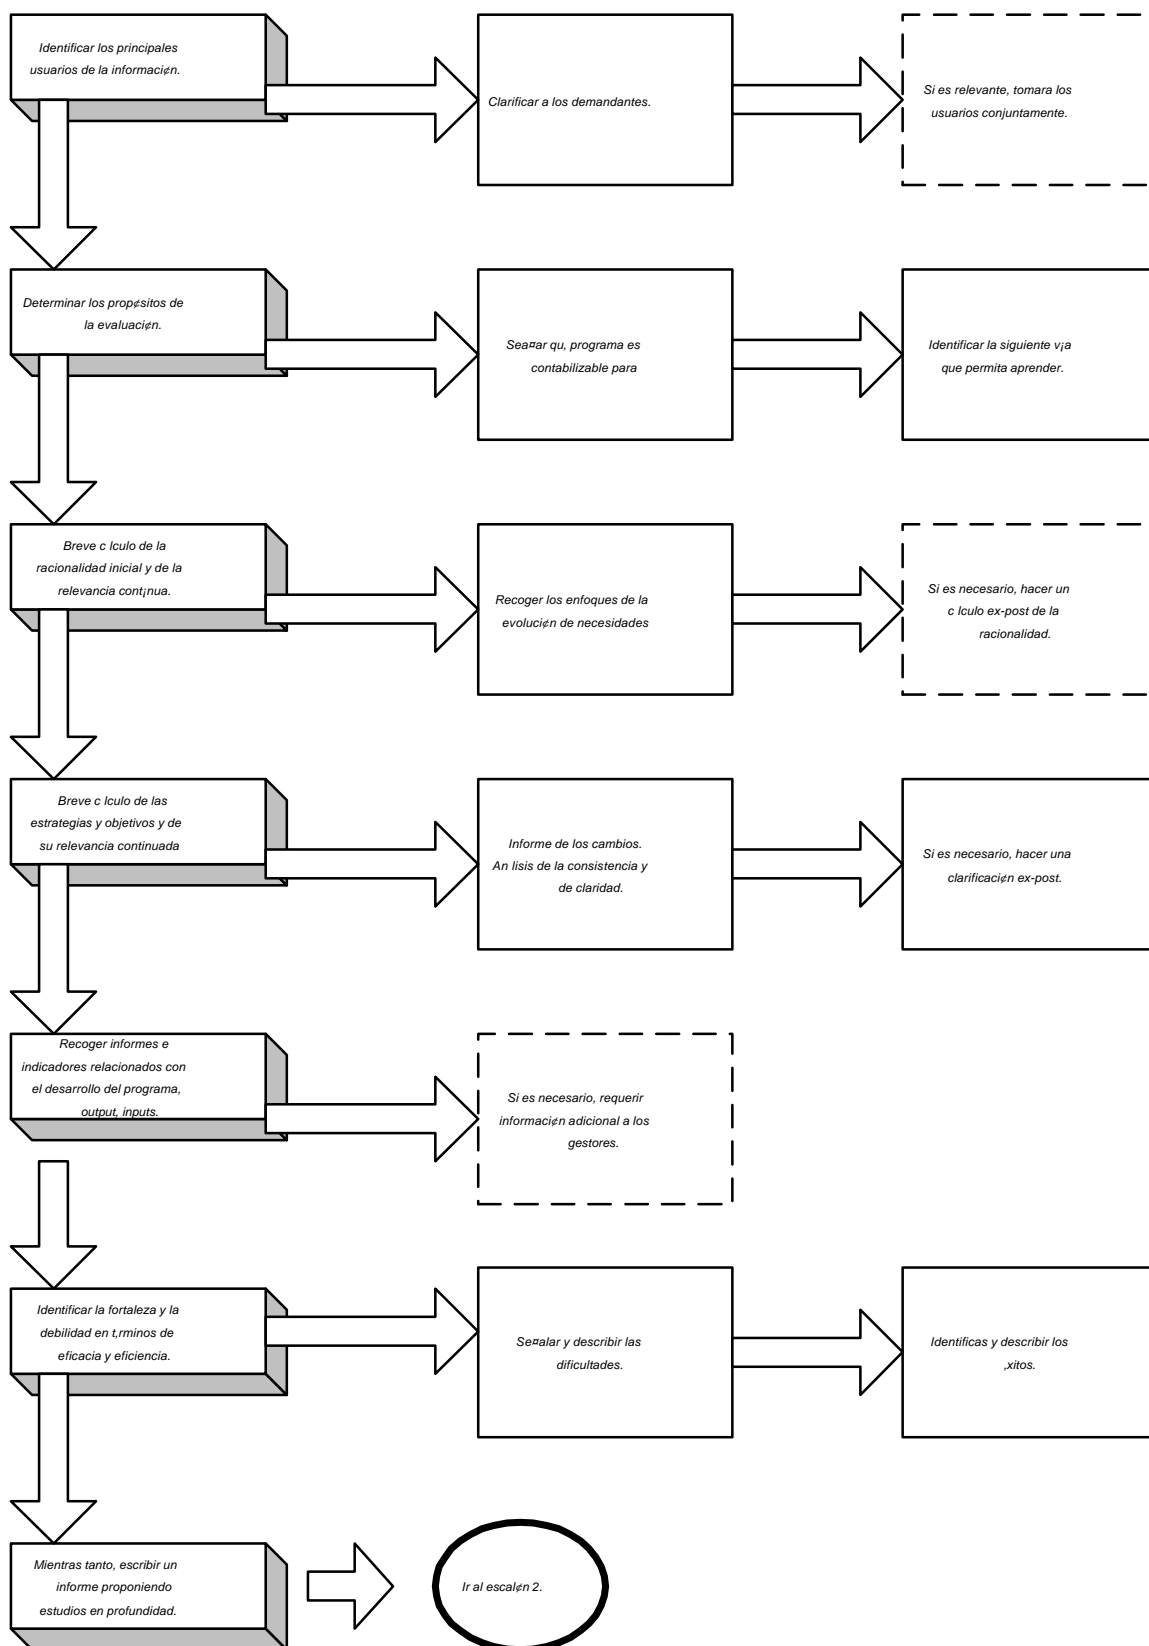 Identificar los principales
usuarios de la informaci¢n.
Clarificar a los demandantes.
Si es relevante, tomara los
usuarios conjuntamente.
Determinar los prop¢sitos de
la evaluaci¢n.
Sea¤ar qu‚ programa es
contabilizable para
Identificar la siguiente v¡a
que permita aprender.
Breve c lculo de la
racionalidad inicial y de la
relevancia cont¡nua.
Recoger los enfoques de la
evoluci¢n de necesidades
Si es necesario, hacer un
c lculo ex-post de la
racionalidad.
Breve c lculo de las
estrategias y objetivos y de
su relevancia continuada
Informe de los cambios.
An lisis de la consistencia y
de claridad.
Si es necesario, hacer una
clarificaci¢n ex-post.
Recoger informes e
indicadores relacionados con
el desarrollo del programa,
output, inputs.
Si es necesario, requerir
informaci¢n adicional a los
gestores.
Identificar la fortaleza y la
debilidad en t‚rminos de
eficacia y eficiencia.
Se¤alar y describir las
dificultades.
Identificas y describir los
‚xitos.
Mientras tanto, escribir un
informe proponiendo
estudios en profundidad.
Ir al escal¢n 2.